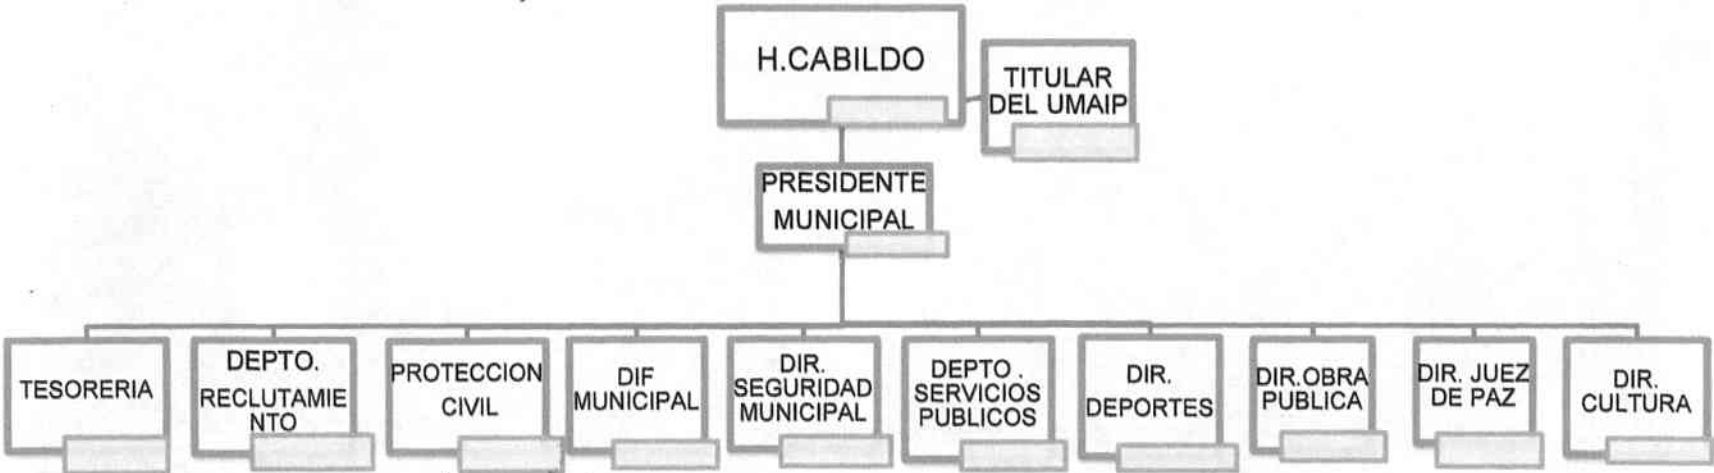 H.CABILDO
TITULAR
DEL UMAIP
PRESIDENTE
MUNICIPAL
TESORERIA
DEPTO.
RECLUTAMIE
NTO
PROTECCION
CIVIL
DIF
MUNICIPAL
DIR.
SEGURIDAD
MUNICIPAL
DEPTO .
SERVICIOS
PUBLICOS
DIR.
DEPORTES
DIR.OBRA
PUBLICA
DIR. JUEZ
DE PAZ
DIR.
CULTURA